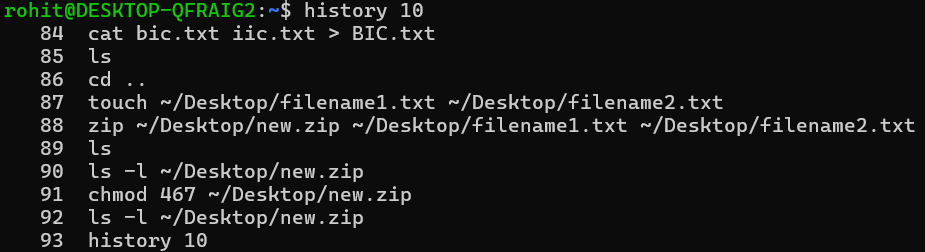 rohit@DESKTOP-QFRAIG2:~$ history 10
84 cat bic.txt iic.txt > BIC.txt
85 ls
86 cd ..
87 touch ~/Desktop/filename1.txt ~/Desktop/filename2.txt
88 zip ~/Desktop/new.zip ~/Desktop/filename1.txt ~/Desktop/filename2.txt
89 ls
90 ls -l ~/Desktop/new.zip
91 chmod 467 ~/Desktop/new.zip
92 ls -l ~/Desktop/new.zip
93 history 10